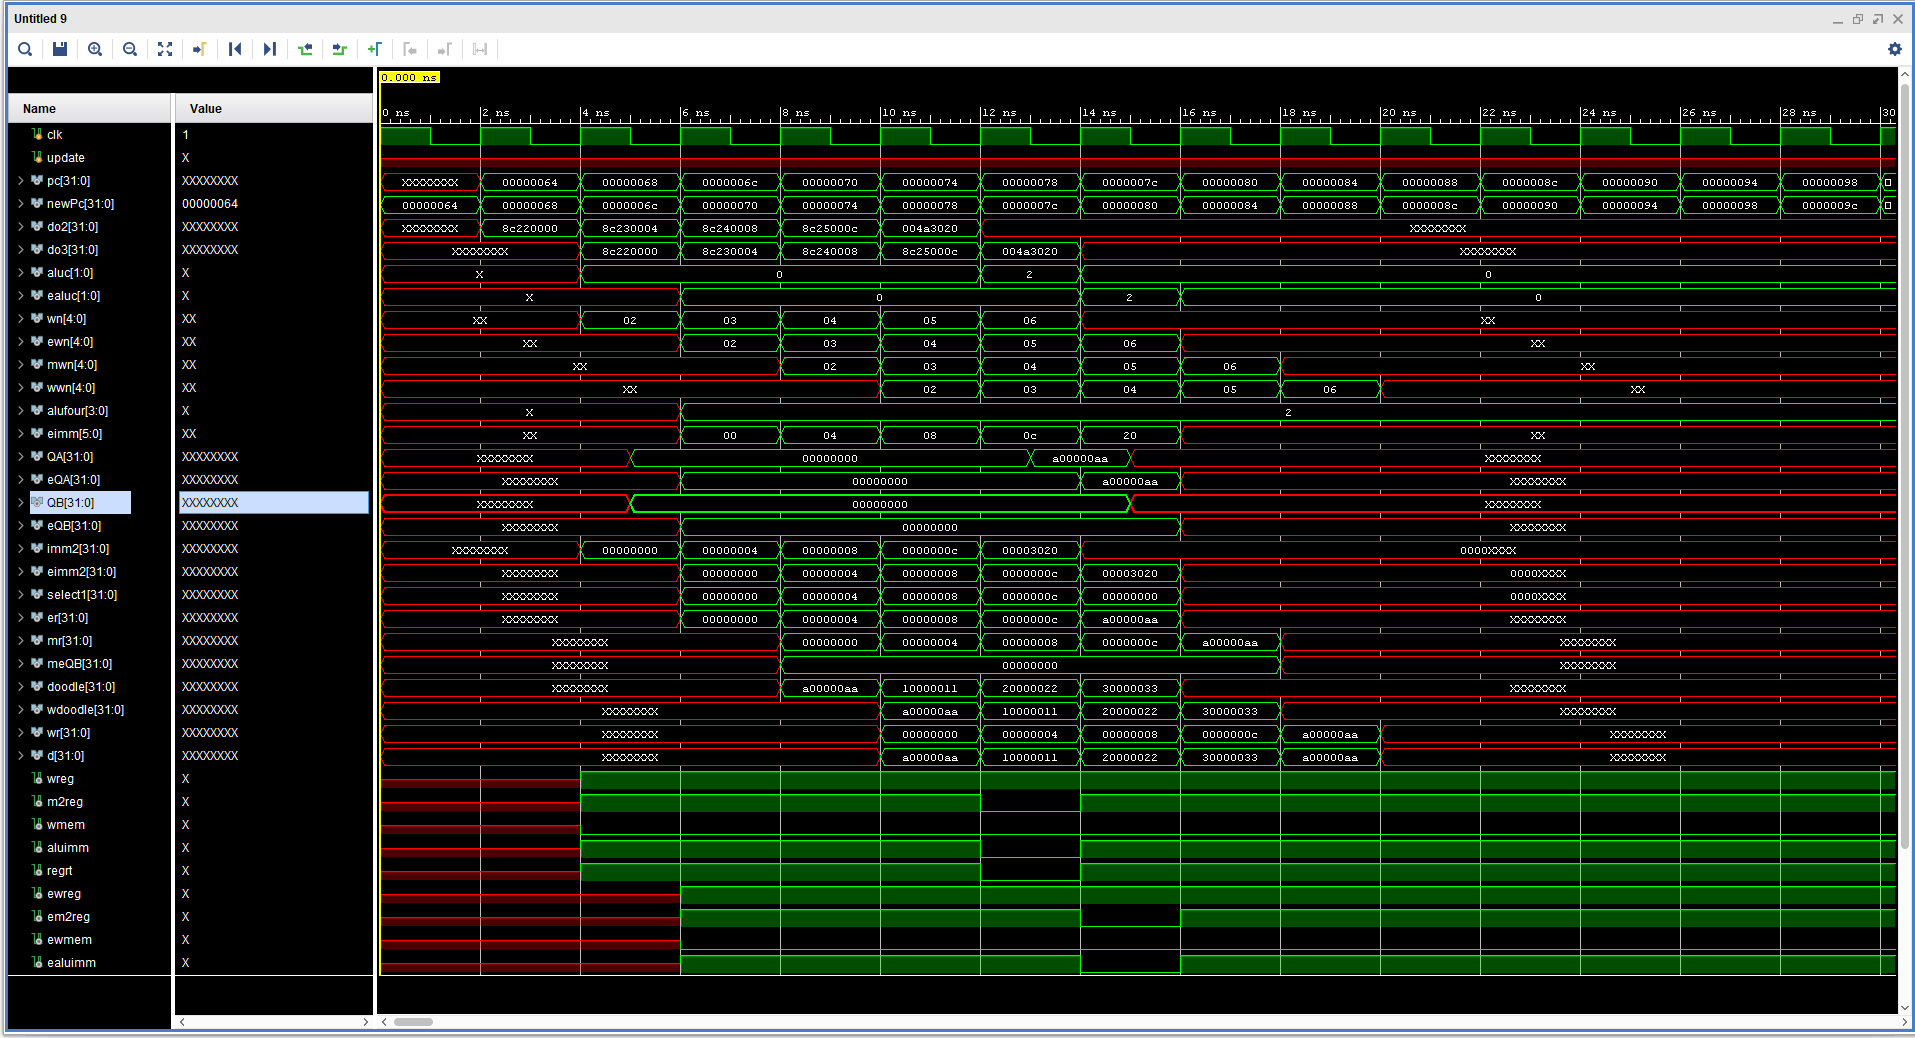 Untitled 9
0.000 ns
Name Value
0 ns 2 ns 4 ns 6 ns 8 ns 10 ns 12 ns 14 ns 16 ns 18 ns 20 ns 22 ns 24 ns 26 ns 28 ns 30
clk 1
update X
pc[31:0] XXXXXXXX XXXXXXXX 00000064 00000068 0000006c 00000070 00000074 00000078 0000007c 00000080 00000084 00000088 0000008c 00000090 00000094 00000098
newPc[31:0] 00000064 00000064 00000068 0000006c 00000070 00000074 00000078 0000007c 00000080 00000084 00000088 0000008c 00000090 00000094 00000098 0000009c
do2[31:0] XXXXXXXX XXXXXXXX 8c220000 8c230004 8c240008 8c25000c 004a3020 XXXXXXXX
do3[31:0] XXXXXXXX XXXXXXXX 8c220000 8c230004 8c240008 8c25000c 004a3020 XXXXXXXX
aluc[1:0] X X 0 2 0
ealuc[1:0] X X 0 2 0
wn[4:0] XX XX 02 03 04 05 06 XX
ewn[4:0] XX XX 02 03 04 05 06 XX
mwn[4:0] XX XX 02 03 04 05 06 XX
wwn[4:0] XX XX 02 03 04 05 06 XX
alufour[3:0] X X 2
eimm[5:0] XX XX 00 04 08 0c 20 XX
QA[31:0] XXXXXXXX XXXXXXXX 00000000 a00000aa XXXXXXXX
eQA[31:0] XXXXXXXX XXXXXXXX 00000000 a00000aa XXXXXXXX
QB[31:0] XXXXXXXX XXXXXXXX 00000000 XXXXXXXX
eQB[31:0] XXXXXXXX XXXXXXXX 00000000 XXXXXXXX
imm2[31:0] XXXXXXXX XXXXXXXX 00000000 00000004 00000008 0000000c 00003020 0000XXXX
eimm2[31:0] XXXXXXXX XXXXXXXX 00000000 00000004 00000008 0000000c 00003020 0000XXXX
select1[31:0] XXXXXXXX XXXXXXXX 00000000 00000004 00000008 0000000c 00000000 0000XXXX
er[31:0] XXXXXXXX XXXXXXXX 00000000 00000004 00000008 0000000c a00000aa XXXXXXXX
mr[31:0] XXXXXXXX XXXXXXXX 00000000 00000004 00000008 0000000c a00000aa XXXXXXXX
meQB[31:0] XXXXXXXX XXXXXXXX 00000000 XXXXXXXX
doodle[31:0] XXXXXXXX XXXXXXXX a00000aa 10000011 20000022 30000033 XXXXXXXX
wdoodle[31:0] XXXXXXXX XXXXXXXX a00000aa 10000011 20000022 30000033 XXXXXXXX
wr[31:0] XXXXXXXX XXXXXXXX 00000000 00000004 00000008 0000000c a00000aa XXXXXXXX
d[31:0] XXXXXXXX XXXXXXXX a00000aa 10000011 20000022 30000033 a00000aa XXXXXXXX
wreg X
m2reg X
wmem X
aluimm X
regrt X
ewreg X
em2reg X
ewmem X
ealuimm X